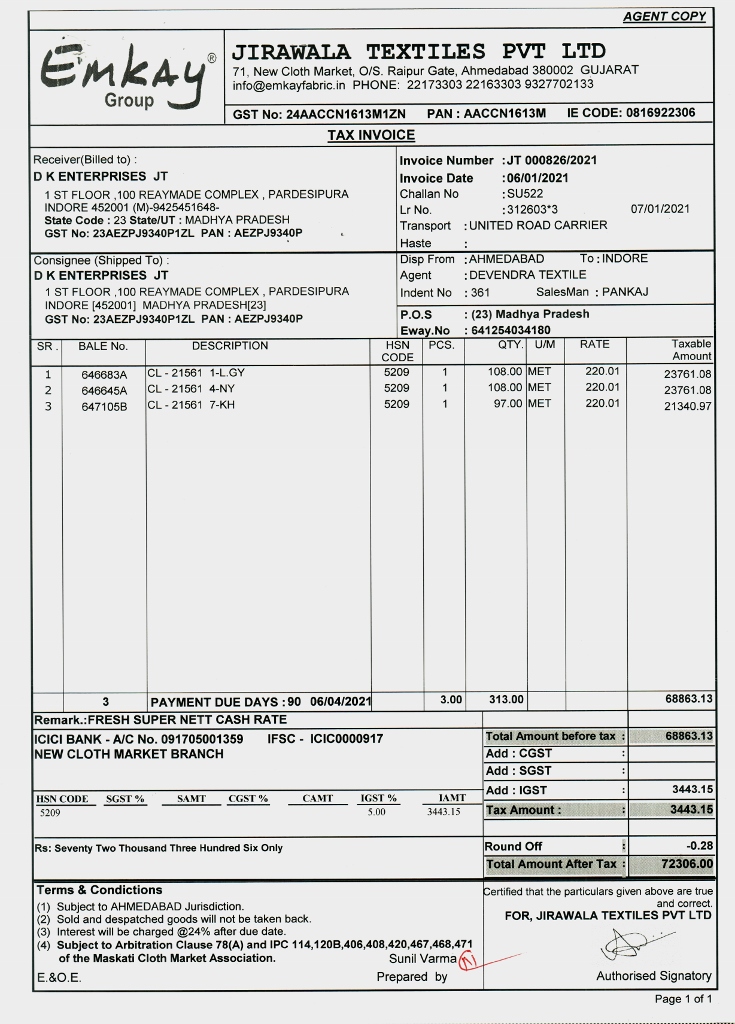 AGENT COPY
Emkay ®
Group
JIRAWALA TEXTILES PVT LTD
71, New Cloth Market, O/S. Raipur Gate, Ahmedabad 380002 GUJARAT
info@emkayfabric.in PHONE: 22173303 22163303 9327702133
GST No: 24AACCN1613M1ZN PAN : AACCN1613M IE CODE: 0816922306
TAX INVOICE
Receiver(Billed to) :
D K ENTERPRISES JT
1 ST FLOOR ,100 REAYMADE COMPLEX , PARDESIPURA
INDORE 452001 (M)-9425451648-
State Code : 23 State/UT : MADHYA PRADESH
GST No: 23AEZPJ9340P1ZL PAN : AEZPJ9340P
Invoice Number :JT 000826/2021
Invoice Date :06/01/2021
Challan No :SU522
Lr No. :312603*3 07/01/2021
Transport :UNITED ROAD CARRIER
Haste :
Consignee (Shipped To) :
D K ENTERPRISES JT
1 ST FLOOR ,100 REAYMADE COMPLEX , PARDESIPURA
INDORE [452001] MADHYA PRADESH[23]
GST No: 23AEZPJ9340P1ZL PAN : AEZPJ9340P
Disp From :AHMEDABAD To : INDORE
Agent :DEVENDRA TEXTILE
Indent No : 361 SalesMan : PANKAJ
P.O.S : (23) Madhya Pradesh
Eway.No : 641254034180
SR . BALE No. DESCRIPTION HSN CODE PCS. QTY. U/M RATE Taxable Amount
1 646683A CL - 21561 1-L.GY 5209 1 108.00 MET 220.01 23761.08
2 646645A CL - 21561 4-NY 5209 1 108.00 MET 220.01 23761.08
3 647105B CL - 21561 7-KH 5209 1 97.00 MET 220.01 21340.97
3 PAYMENT DUE DAYS : 90 06/04/2021 3.00 313.00 68863.13
Remark.:FRESH SUPER NETT CASH RATE
ICICI BANK - A/C No. 091705001359 IFSC - ICIC0000917
NEW CLOTH MARKET BRANCH
Total Amount before tax : 68863.13
Add : CGST :
Add : SGST :
Add : IGST : 3443.15
Tax Amount : : 3443.15
HSN CODE SGST % SAMT CGST % CAMT IGST % IAMT
5209 5.00 3443.15
Rs: Seventy Two Thousand Three Hundred Six Only
Round Off : -0.28
Total Amount After Tax : 72306.00
Terms & Conditions
(1) Subject to AHMEDABAD Jurisdiction.
(2) Sold and despatched goods will not be taken back.
(3) Interest will be charged @24% after due date.
(4) Subject to Arbitration Clause 78(A) and IPC 114,120B,406,408,420,467,468,471
of the Maskati Cloth Market Association.
Sunil Varma
E.&O.E. Prepared by
Certified that the particulars given above are true
and correct.
FOR, JIRAWALA TEXTILES PVT LTD
Authorised Signatory
Page 1 of 1